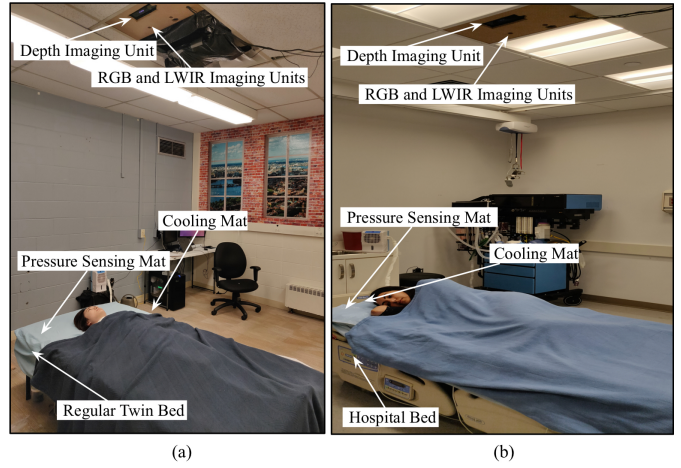 Depth Imaging Unit
RGB and LWIR Imaging Units
Cooling Mat
Pressure Sensing Mat
Regular Twin Bed
(a)
Depth Imaging Unit
RGB and LWIR Imaging Units
Pressure Sensing Mat
Cooling Mat
Hospital Bed
(b)